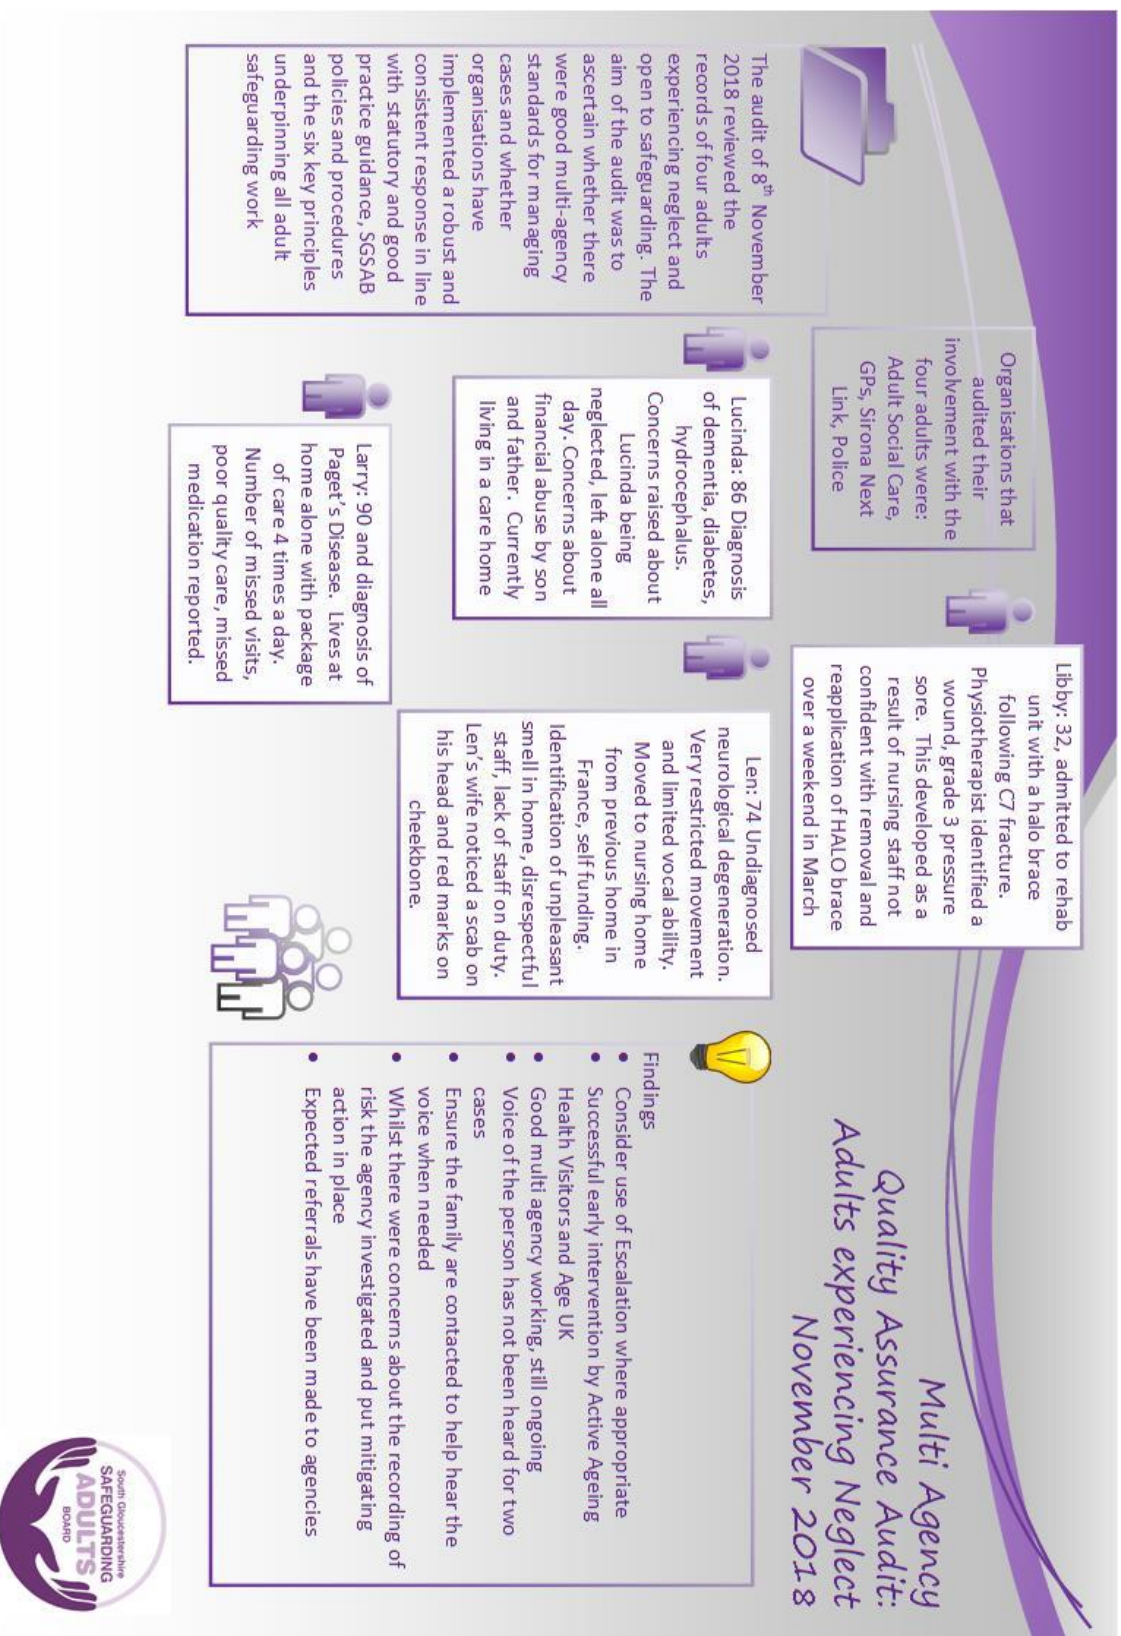 Multi Agency
Quality Assurance Audit:
Adults experiencing Neglect
November 2018
The audit of 8th November
2018 reviewed the
records of four adults
experiencing neglect and
open to safeguarding. The
aim of the audit was to
ascertain whether there
were good multi-agency
standards for managing
cases and whether
organisations have
implemented a robust and
consistent response in line
with statutory and good
practice guidance, SGSAB
policies and procedures
and the six key principles
underpinning all adult
safeguarding work
Organisations that
audited their
involvement with the
four adults were:
Adult Social Care,
GPs, Sirona Next
Link, Police
Libby: 32, admitted to rehab
unit with a halo brace
following C7 fracture.
Physiotherapist identified a
wound, grade 3 pressure
sore. This developed as a
result of nursing staff not
confident with removal and
reapplication of HALO brace
over a weekend in March
Lucinda: 86 Diagnosis
of dementia, diabetes,
hydrocephalus.
Concerns raised about
Lucinda being
neglected, left alone all
day. Concerns about
financial abuse by son
and father. Currently
living in a care home
Len: 74 Undiagnosed
neurological degeneration.
Very restricted movement
and limited vocal ability.
Moved to nursing home
from previous home in
France, self funding.
Identification of unpleasant
smell in home, disrespectful
staff, lack of staff on duty.
Len's wife noticed a scab on
his head and red marks on
cheekbone.
Larry: 90 and diagnosis of
Paget's Disease. Lives at
home alone with package
of care 4 times a day.
Number of missed visits,
poor quality care, missed
medication reported.
Findings
• Consider use of Escalation where appropriate
• Successful early intervention by Active Ageing
Health Visitors and Age UK
• Good multi agency working, still ongoing
• Voice of the person has not been heard for two
cases
• Ensure the family are contacted to help hear the
voice when needed
• Whilst there were concerns about the recording of
risk the agency investigated and put mitigating
action in place
• Expected referrals have been made to agencies
South Gloucestershire
SAFEGUARDING
ADULTS
BOARD